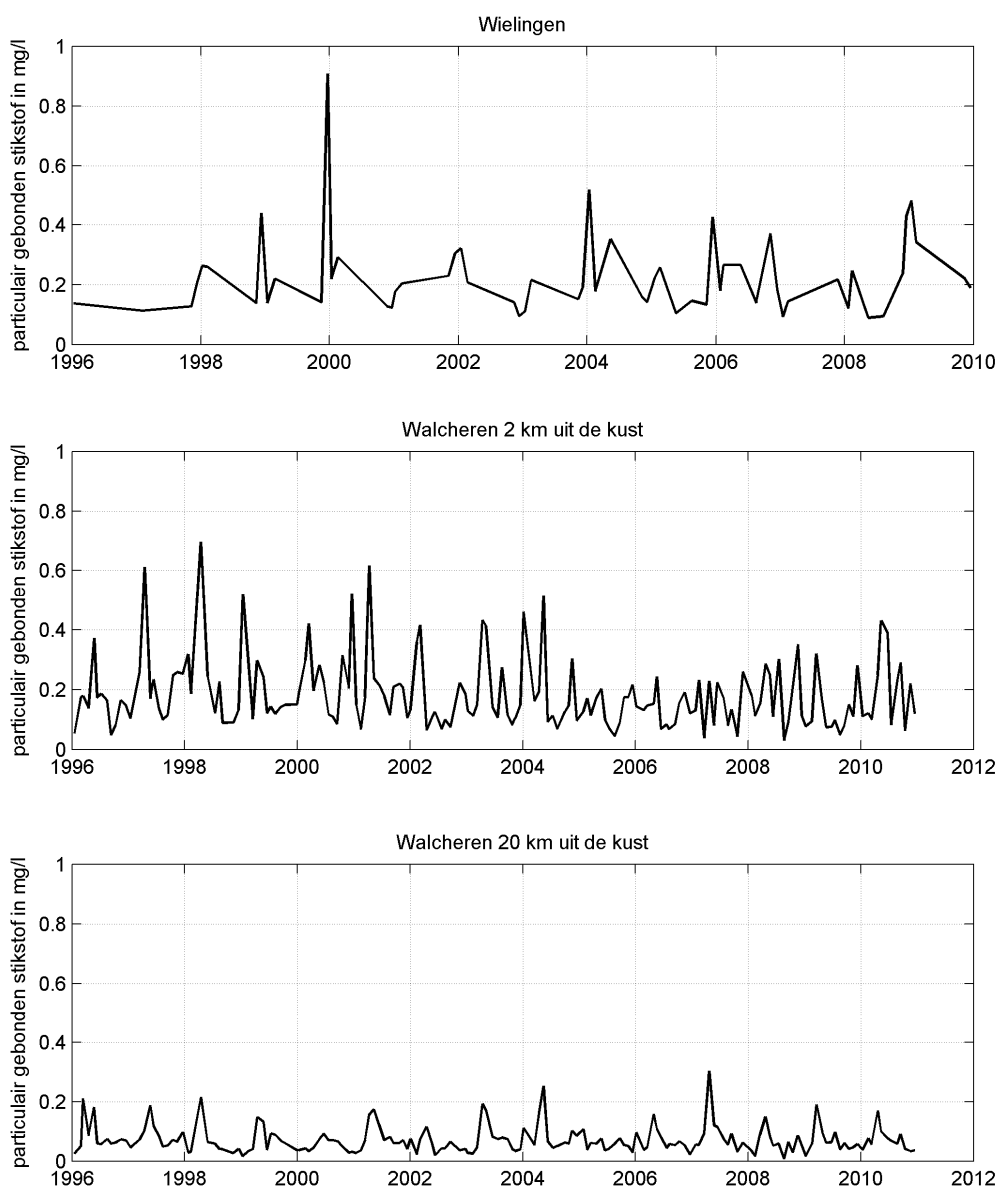 Wielingen
particulair gebonden stikstof in mg/l
1
0.8
0.6
0.4
0.2
0
1996 1998 2000 2002 2004 2006 2008 2010
Walcheren 2 km uit de kust
particulair gebonden stikstof in mg/l
1
0.8
0.6
0.4
0.2
0
1996 1998 2000 2002 2004 2006 2008 2010 2012
Walcheren 20 km uit de kust
particulair gebonden stikstof in mg/l
1
0.8
0.6
0.4
0.2
0
1996 1998 2000 2002 2004 2006 2008 2010 2012